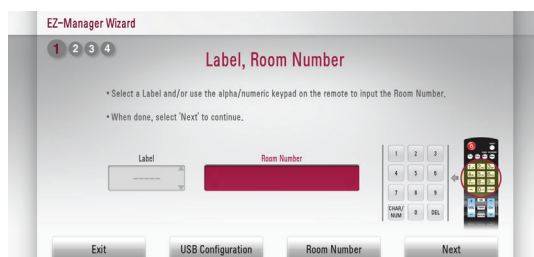 EZ-Manager Wizard
1 2 3 4
Label, Room Number
• Select a Label and/or use the alpha/numeric keypad on the remote to input the Room Number.
• When done, select 'Next' to continue.
Label
Room Number
-----
1 2 3
4 5 6
7 8 9
CHAR/NUM 0 DEL
Exit
USB Configuration
Room Number
Next